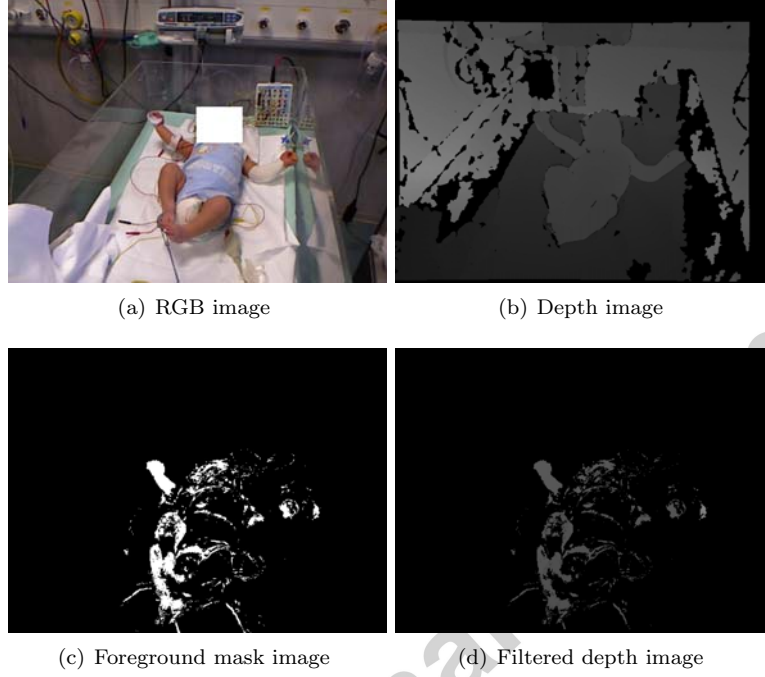 (a) RGB image
(b) Depth image
(c) Foreground mask image
(d) Filtered depth image